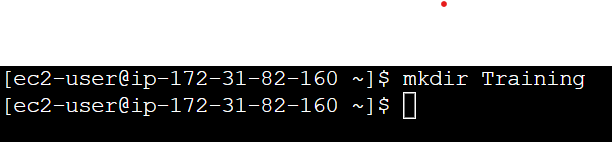 [ec2-user@ip-172-31-82-160 ~]$ mkdir Training
[ec2-user@ip-172-31-82-160 ~]$